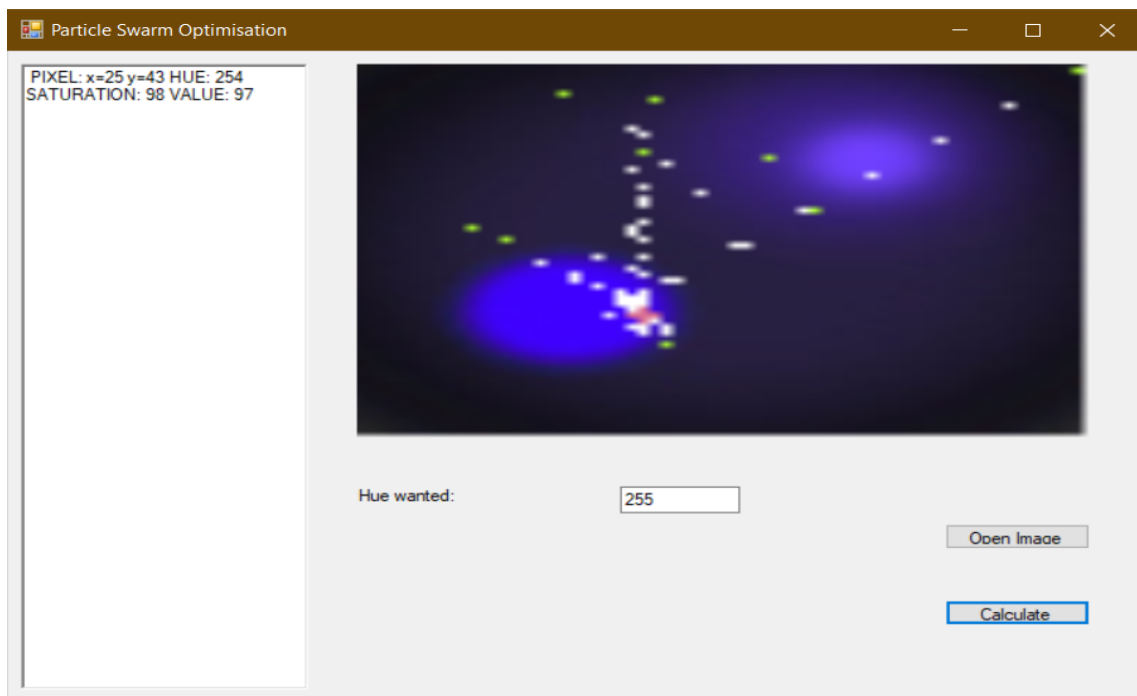 Particle Swarm Optimisation
PIXEL: x=25 y=43 HUE: 254
SATURATION: 98 VALUE: 97
Hue wanted:
255
Open Image
Calculate